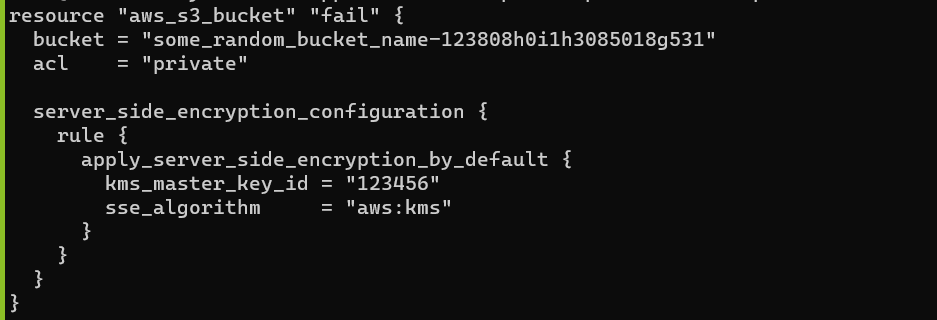 resource "aws_s3_bucket" "fail" {
  bucket = "some_random_bucket_name-123808h0i1h3085018g531"
  acl    = "private"

  server_side_encryption_configuration {
    rule {
      apply_server_side_encryption_by_default {
        kms_master_key_id = "123456"
        sse_algorithm     = "aws:kms"
      }
    }
  }
}